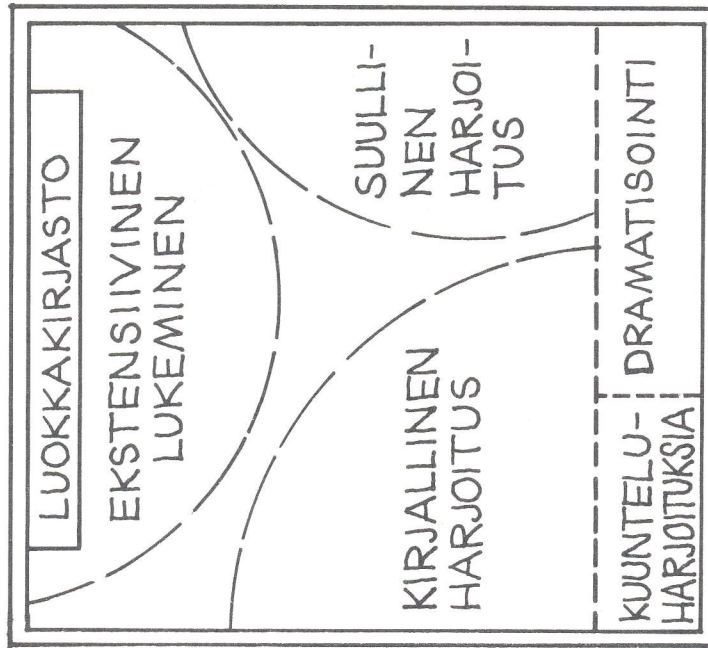 LUOKKAKIRJASTO
EKSTENSIIVINEN
LUKEMINEN
KIRJALLINEN
HARJOITUS
SUULLI-
NEN
HARJOI-
TUS
KUUNTELU-
HARJOITUKSIA
DRAMATISOINTI